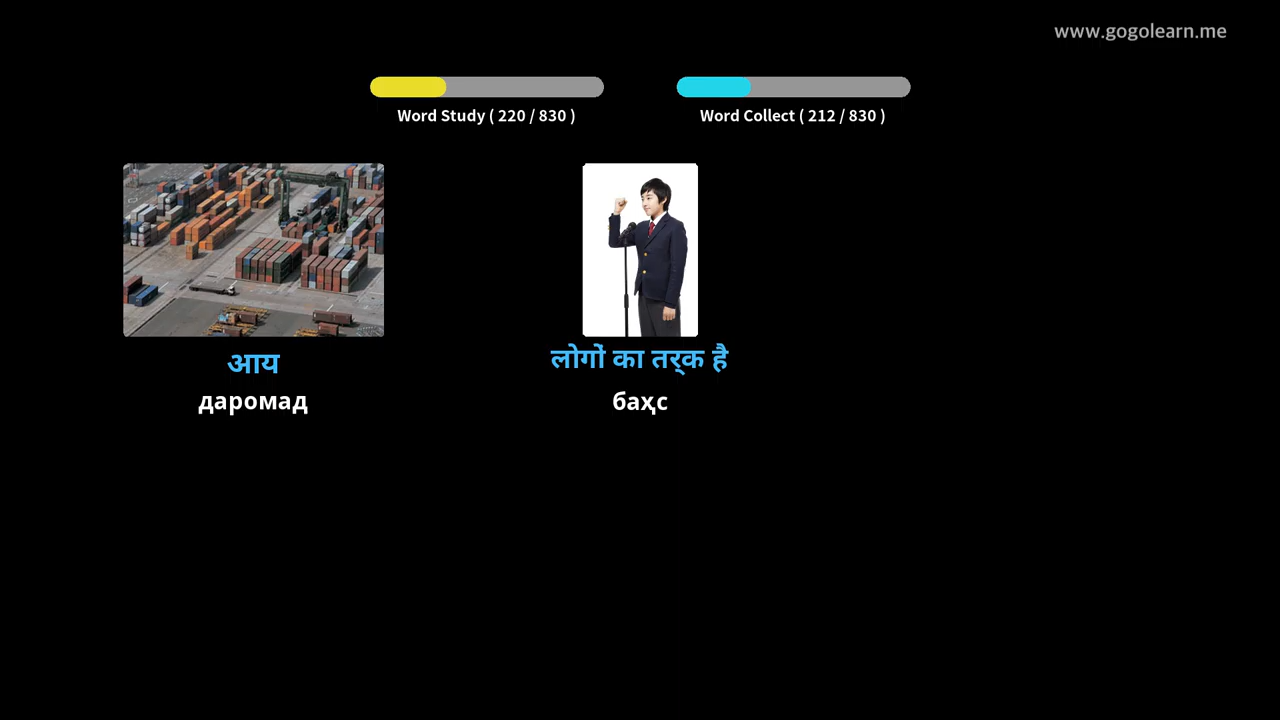 www.gogolearn.me
Word Study ( 220 / 830 )
Word Collect ( 212 / 830 )
आय
даромад
लोगों का तर्क है
баҳс